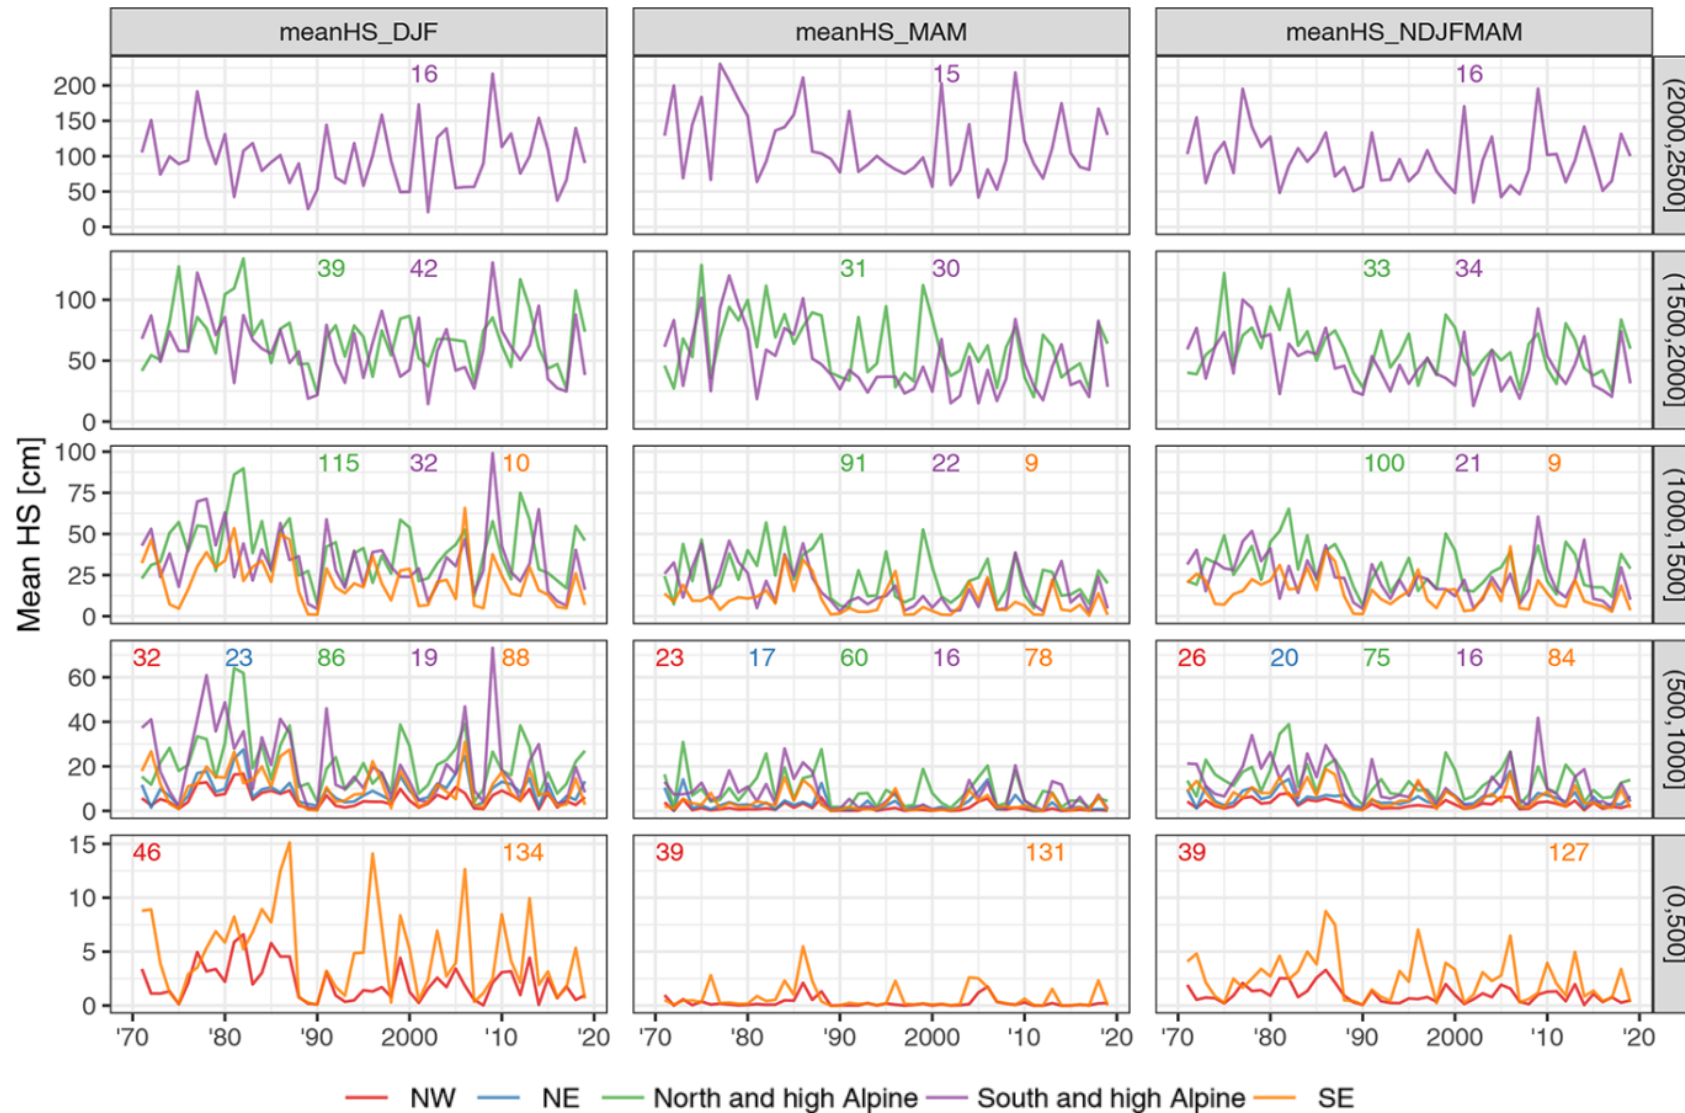 meanHS_DJF meanHS_MAM meanHS_NDJFMAM
200 150 100 50 0 16 15 16 (2000,2500]
100 50 0 39 42 31 30 33 34 (1500,2000]
100 75 50 25 0 115 32 10 91 22 9 100 21 9 (1000,1500]
Mean HS [cm]
60 40 20 0 32 23 86 19 88 23 17 60 16 78 26 20 75 16 84 (500,1000]
15 10 5 0 46 134 39 131 39 127 (0,500]
'70 '80 '90 2000 '10 '20 '70 '80 '90 2000 '10 '20 '70 '80 '90 2000 '10 '20
NW NE North and high Alpine South and high Alpine SE